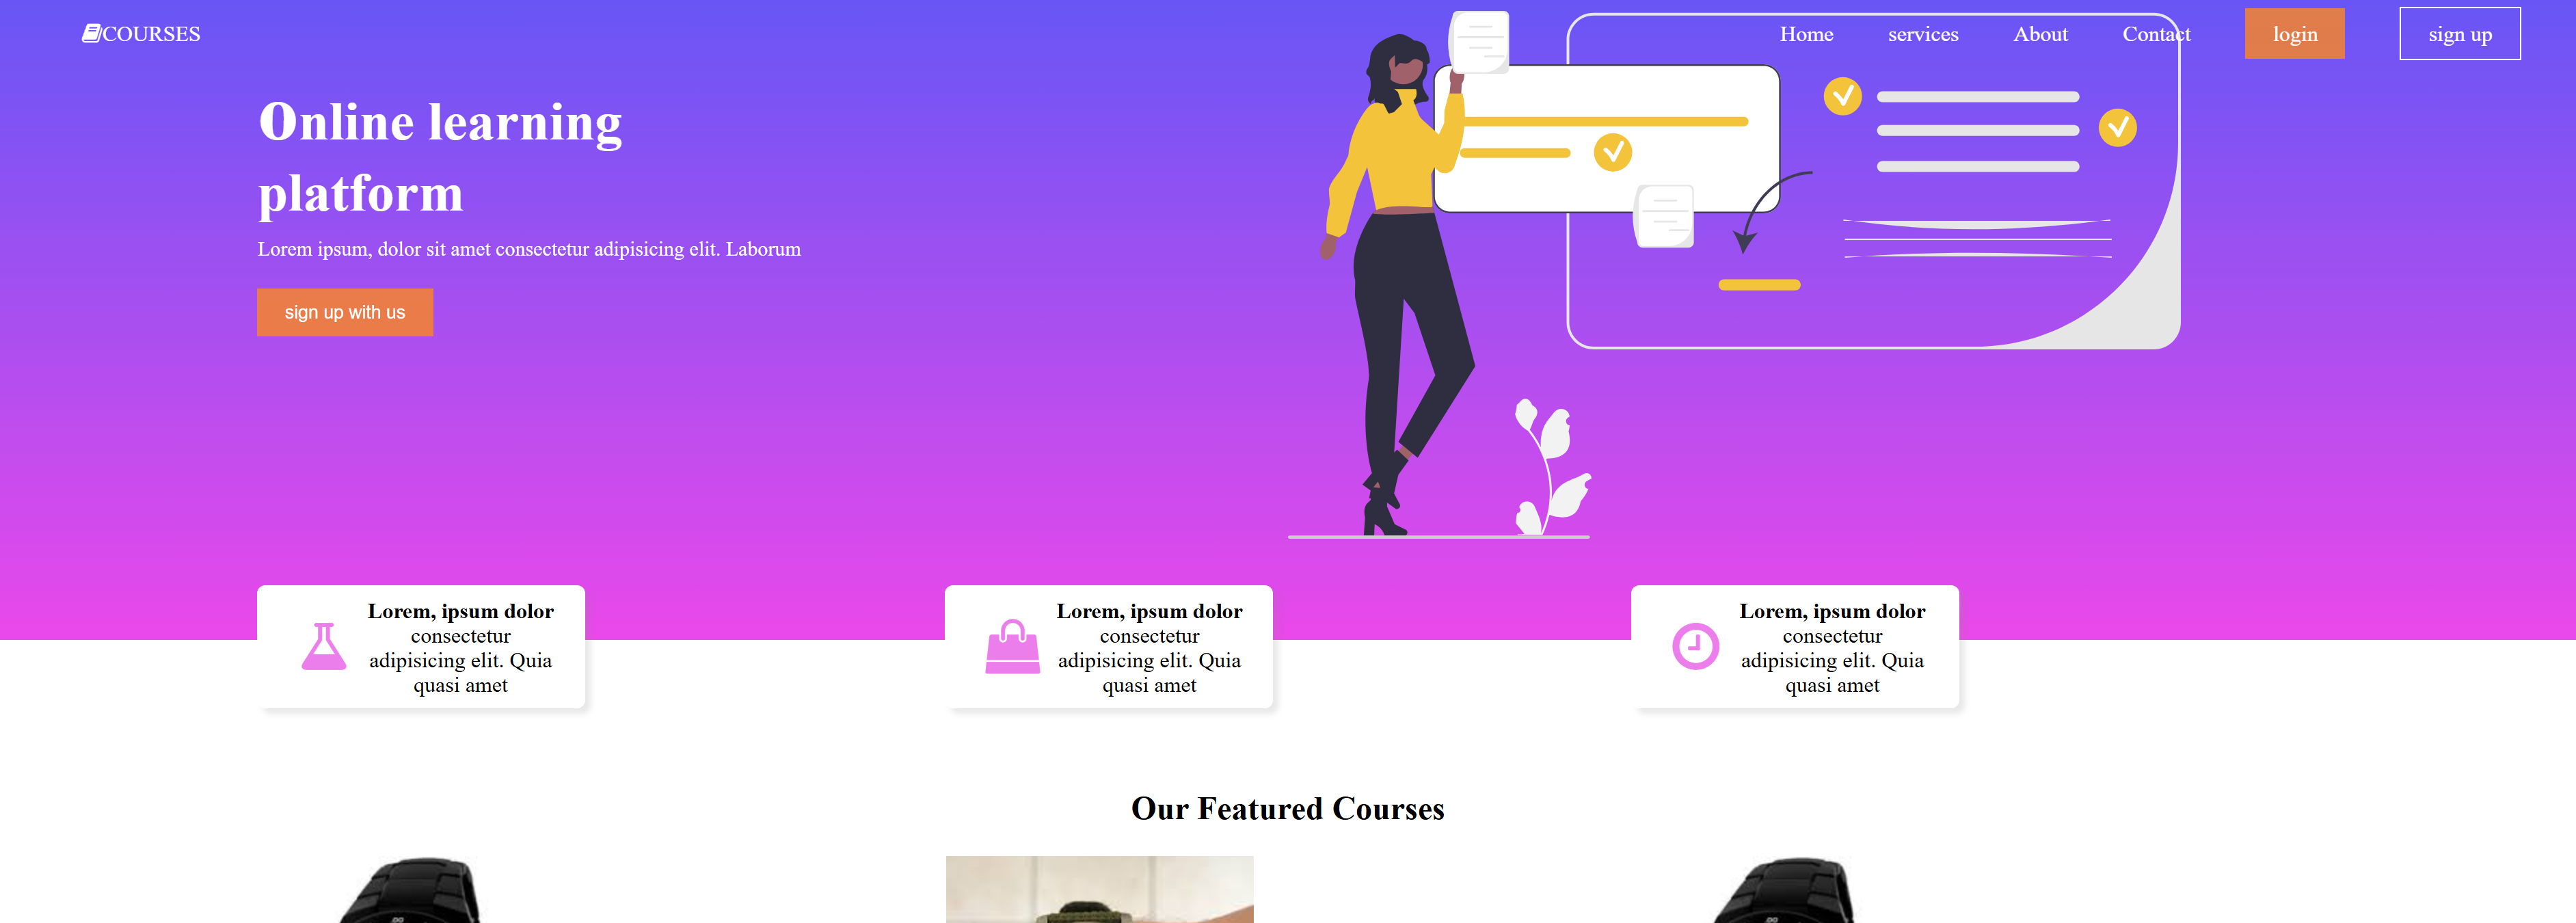 COURSES
Home
services
About
Contact
login
sign up
Online learning
platform
Lorem ipsum, dolor sit amet consectetur adipisicing elit. Laborum
sign up with us
Lorem, ipsum dolor
consectetur
adipisicing elit. Quia
quasi amet
Lorem, ipsum dolor
consectetur
adipisicing elit. Quia
quasi amet
Lorem, ipsum dolor
consectetur
adipisicing elit. Quia
quasi amet
Our Featured Courses